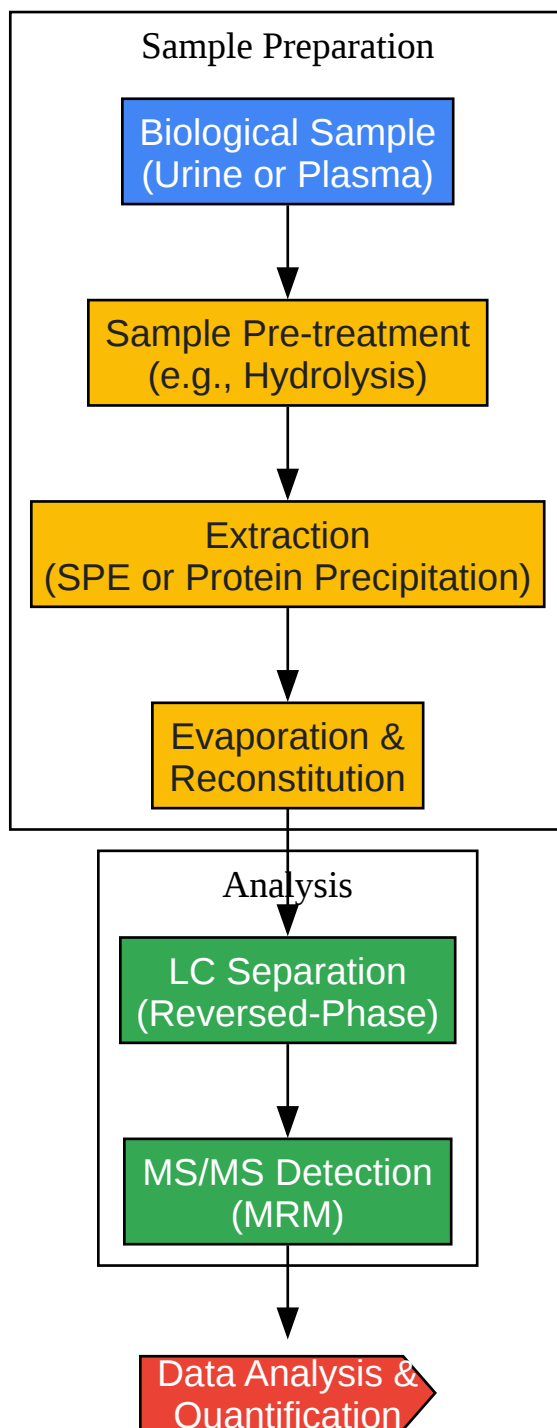 Sample Preparation
Biological Sample
(Urine or Plasma)
Sample Pre-treatment
(e.g., Hydrolysis)
Extraction
(SPE or Protein Precipitation)
Evaporation &
Reconstitution
Analysis
LC Separation
(Reversed-Phase)
MS/MS Detection
(MRM)
Data Analysis &
Quantification